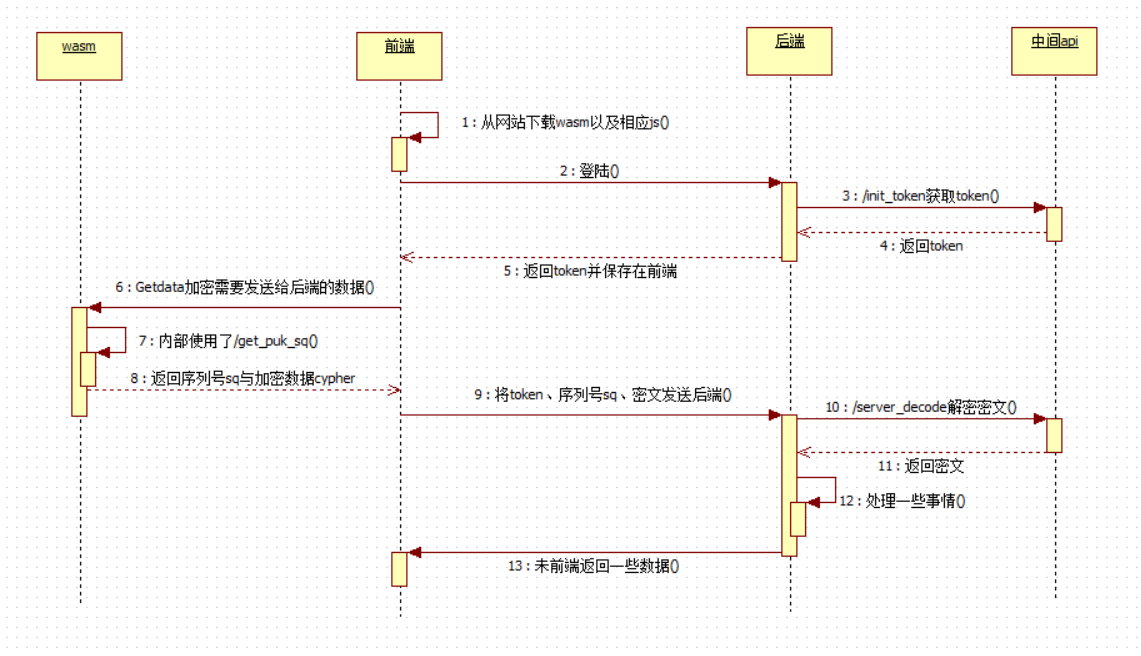 wasm
前端
后端
中间api
1 : 从网站下载wasm以及相应js()
2 : 登陆()
3 : /init_token获取token()
4 : 返回token
5 : 返回token并保存在前端
6 : Getdata加密需要发送给后端的数据()
7 : 内部使用了/get_puk_sq()
8 : 返回序列号sq与加密数据cypher
9 : 将token、序列号sq、密文发送后端()
10 : /server_decode解密密文()
11 : 返回密文
12 : 处理一些事情()
13 : 未前端返回一些数据()